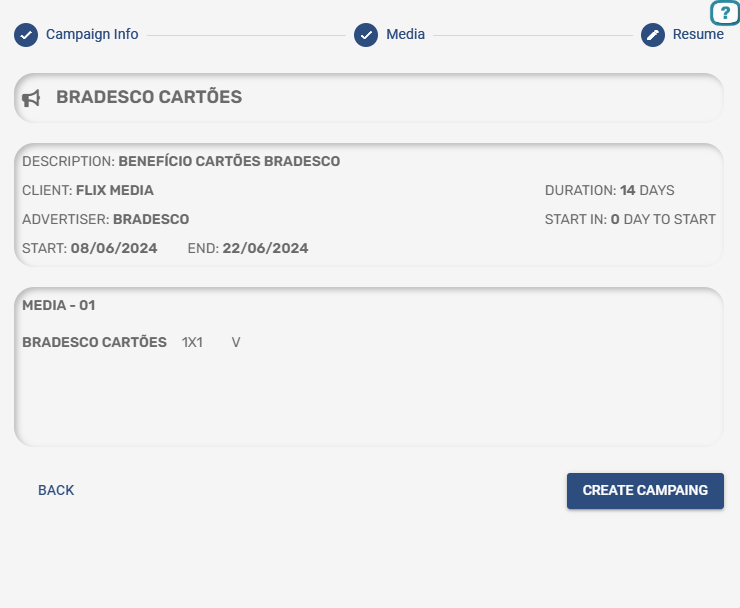 ?
Campaign Info Media Resume
BRADESCO CARTÕES
DESCRIPTION: BENEFÍCIO CARTÕES BRADESCO
CLIENT: FLIX MEDIA DURATION: 14 DAYS
ADVERTISER: BRADESCO START IN: 0 DAY TO START
START: 08/06/2024 END: 22/06/2024
MEDIA - 01
BRADESCO CARTÕES 1X1 V
BACK CREATE CAMPAING